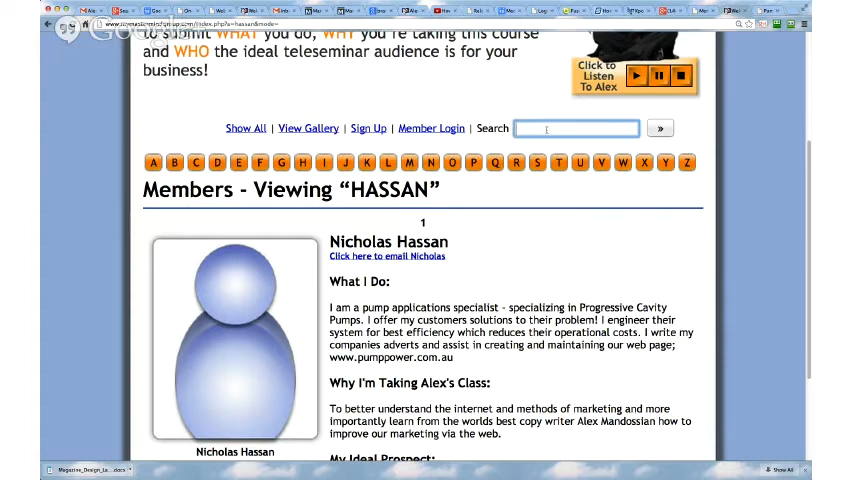 to submit WHAT you do, WHY you're taking this course
and WHO the ideal teleseminar audience is for your
business!
Click to
Listen
To Alex
Show All | View Gallery | Sign Up | Member Login | Search »
A B C D E F G H I J K L M N O P Q R S T U V W X Y Z
Members - Viewing “HASSAN”
1
Nicholas Hassan
Click here to email Nicholas
What I Do:
I am a pump applications specialist - specializing in Progressive Cavity
Pumps. I offer my customers solutions to their problem! I engineer their
system for best efficiency which reduces their operational costs. I write my
companies adverts and assist in creating and maintaining our web page;
www.pumppower.com.au
Why I'm Taking Alex's Class:
To better understand the internet and methods of marketing and more
importantly learn from the worlds best copy writer Alex Mandossian how to
improve our marketing via the web.
Nicholas Hassan
My Ideal Prospect:
Magazine_Design_La....docx
Show All